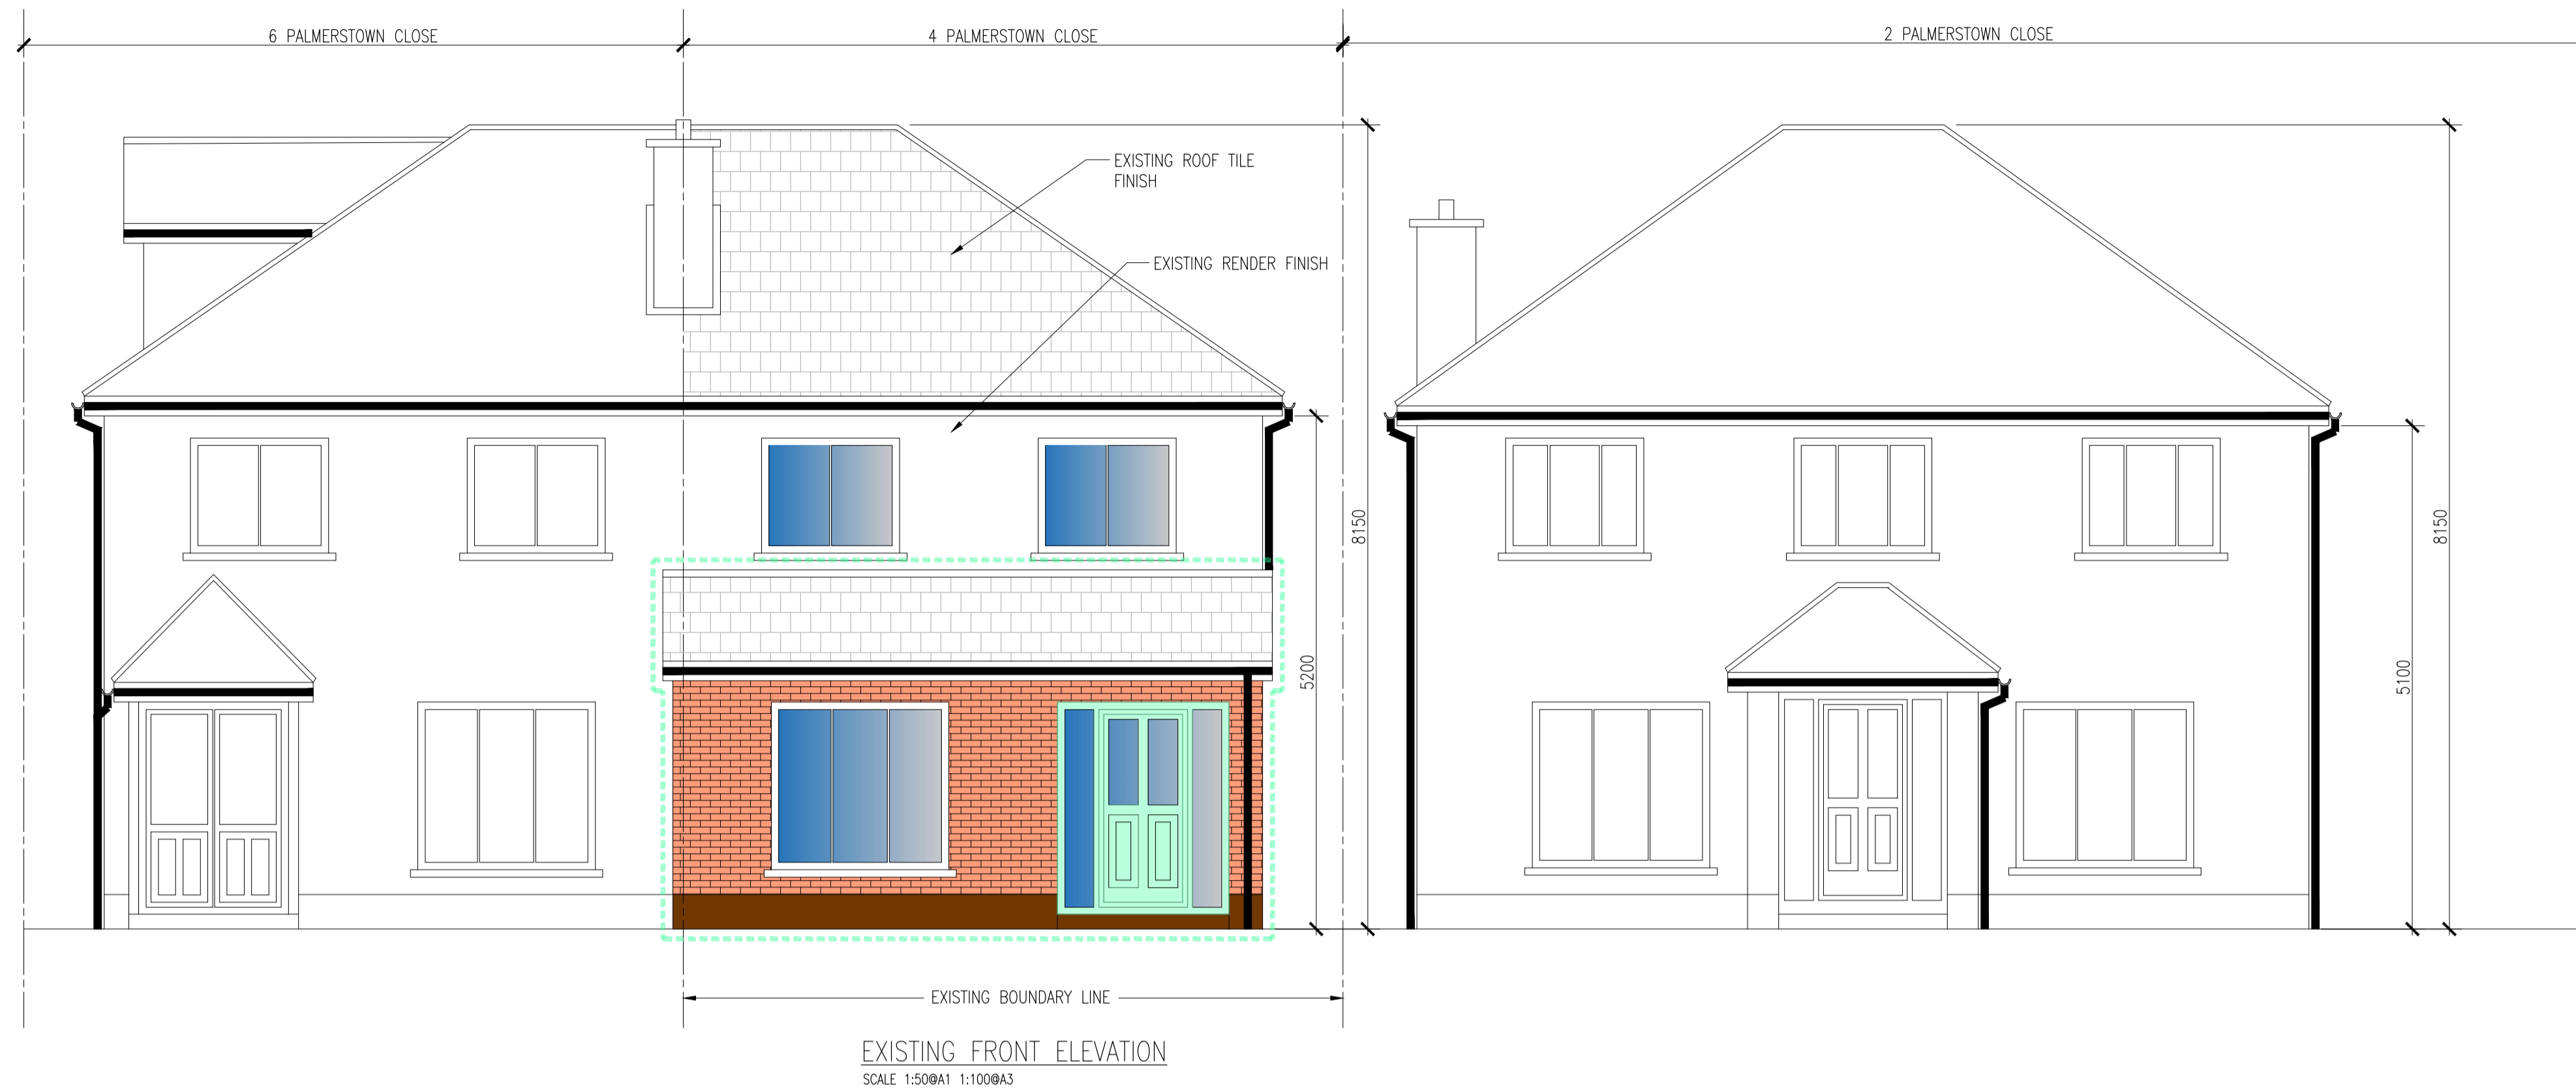 6 PALMERSTOWN CLOSE
4 PALMERSTOWN CLOSE
2 PALMERSTOWN CLOSE
EXISTING ROOF TILE
FINISH
EXISTING RENDER FINISH
8150
5200
8150
5100
EXISTING BOUNDARY LINE
EXISTING FRONT ELEVATION
SCALE 1:50@A1 1:100@A3